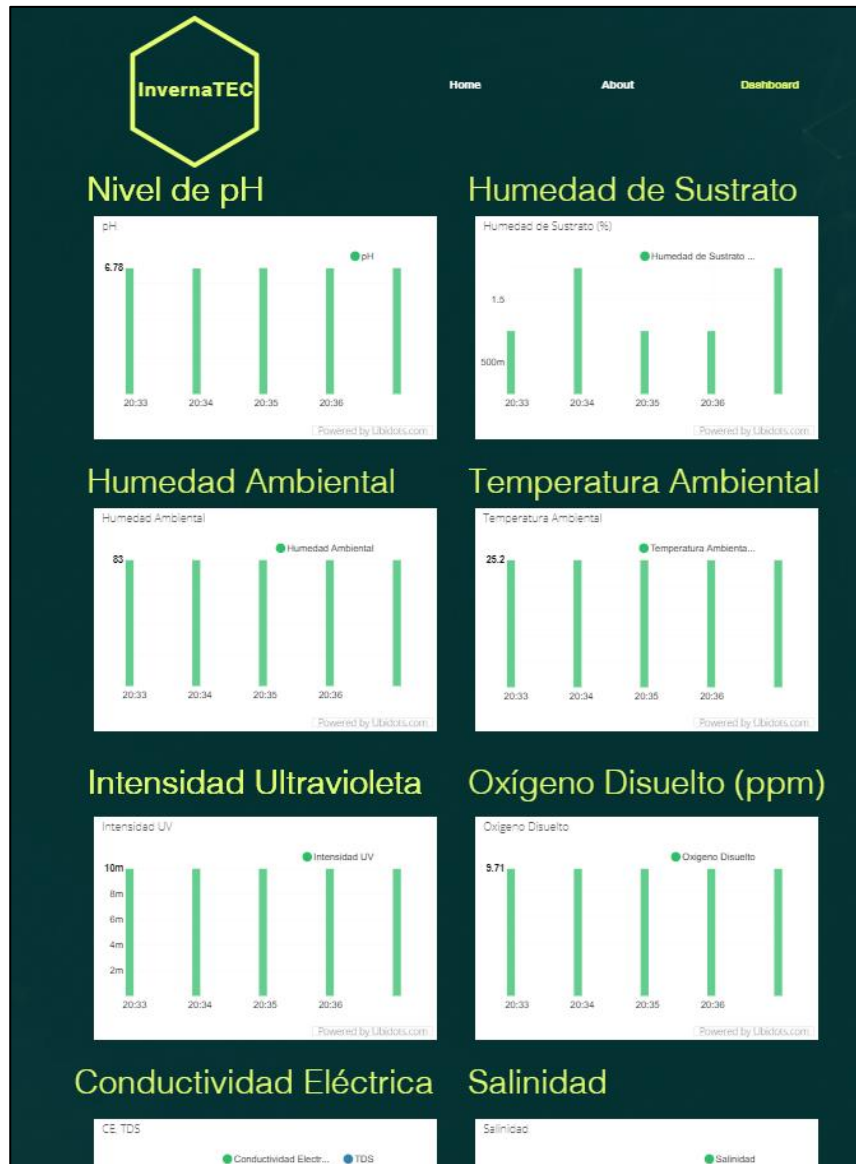 InvernaTEC
Home About Dashboard
Nivel de pH
pH
pH
6.78
20:33 20:34 20:35 20:36
Powered by Ubidots.com
Humedad de Sustrato
Humedad de Sustrato (%)
Humedad de Sustrato ...
1.5
500m
20:33 20:34 20:35 20:36
Powered by Ubidots.com
Humedad Ambiental
Humedad Ambiental
Humedad Ambiental
83
20:33 20:34 20:35 20:36
Powered by Ubidots.com
Temperatura Ambiental
Temperatura Ambiental
Temperatura Ambienta...
25.2
20:33 20:34 20:35 20:36
Powered by Ubidots.com
Intensidad Ultravioleta
Intensidad UV
Intensidad UV
10m
8m
6m
4m
2m
20:33 20:34 20:35 20:36
Powered by Ubidots.com
Oxígeno Disuelto (ppm)
Oxigeno Disuelto
Oxigeno Disuelto
9.71
20:33 20:34 20:35 20:36
Powered by Ubidots.com
Conductividad Eléctrica
CE, TDS
Conductividad Electr... TDS
Salinidad
Salinidad
Salinidad